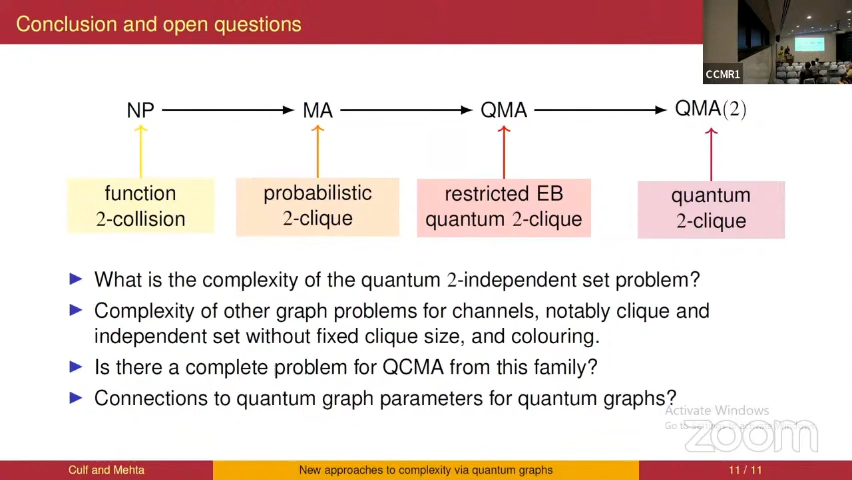 Conclusion and open questions
CCMR1
NP MA QMA QMA(2)
function
2-collision
probabilistic
2-clique
restricted EB
quantum 2-clique
quantum
2-clique
What is the complexity of the quantum 2-independent set problem?
Complexity of other graph problems for channels, notably clique and
independent set without fixed clique size, and colouring.
Is there a complete problem for QCMA from this family?
Connections to quantum graph parameters for quantum graphs?
Activate Windows
Go to
zoom
Culf and Mehta New approaches to complexity via quantum graphs 11 / 11